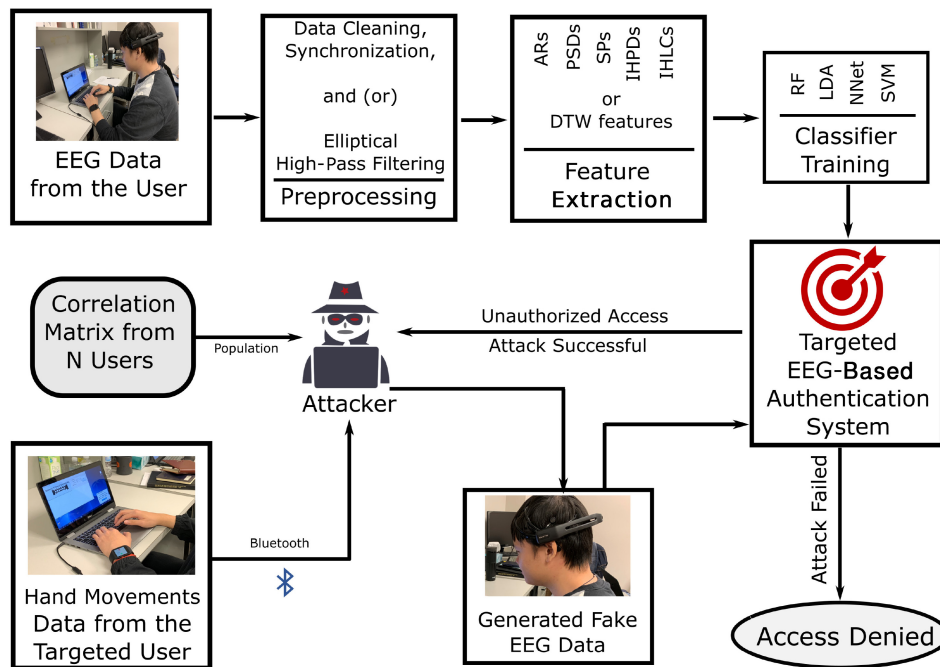 EEG Data
from the User
Data Cleaning,
Synchronization,
and (or)
Elliptical
High-Pass Filtering
Preprocessing
ARs
PSDs
SPs
IHPDs
IHLCs
or
DTW features
Feature
Extraction
RF
LDA
NNet
SVM
Classifier
Training
Correlation
Matrix from
N Users
Population
Attacker
Unauthorized Access
Attack Successful
Targeted
EEG-Based
Authentication
System
Hand Movements
Data from the
Targeted User
Bluetooth
Generated Fake
EEG Data
Attack Failed
Access Denied